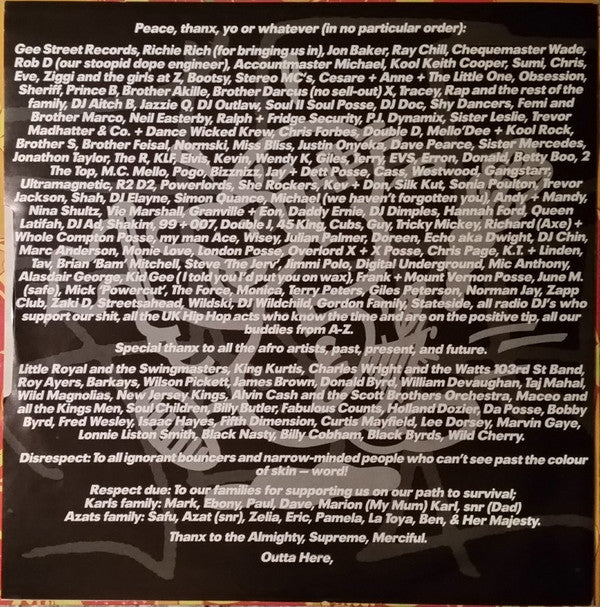 Peace, thanx, yo or whatever (in no particular order):
Gee Street Records, Richie Rich (for bringing us in), Jon Baker, Ray Chill, Chequemaster Wade,
Rob D (our stoopid dope engineer), Accountmaster Michael, Kool Keith Cooper, Sumi, Chris,
Eve, Ziggi and the girls at Z, Bootsy, Stereo MC's, Cesare + Anne + The Little One, Obsession,
Sheriff, Prince B, Brother Akille, Brother Darcus (no sell-out) X, Tracey, Rap and the rest of the
family, DJ Aitch B, Jazzie Q, DJ Outlaw, Soul II Soul Posse, DJ Doc, Shy Dancers, Femi and
Brother Marco, Neil Easterby, Ralph + Fridge Security, P.J. Dynamix, Sister Leslie, Trevor
Madhatter & Co. + Dance Wicked Krew, Chris Forbes, Double D, Mello'Dee + Kool Rock,
Brother S, Brother Feisal, Normski, Miss Bliss, Justin Onyeka, Dave Pearce, Sister Mercedes,
Jonathon Taylor, The R, KLF, Elvis, Kevin, Wendy K, Giles, Perry, EVS, Erron, Donald, Betty Boo, 2
The Top, M.C. Mello, Pogo, Bizznizz, Jay + Def Posse, Cass, Westwood, Gangstarr,
Ultramagnetic, R2 D2, Powerlords, She Rockers, Kev + Don, Silk Kut, Sonia Poulton, Trevor
Jackson, Shah, DJ Elayne, Simon Quan, Michael (we haven't forgotten you), Andy + Mandy,
Nina Shultz, Vie Marshall, Granville + Fon, Daddy Ernie, DJ Dimples, Hannah Ford, Queen
Latifah, DJ Ad, Shakin, 99 + 007, Double J, 45 King, Cubs, Guy, Tricky Mickey, Richard (Axe) +
Whole Compton Posse, my man Ace, Wisey, Julian Palmer, Doreen, Echo aka Dwight, DJ Chin,
Marc Anderson, Mone Love, London Posse, Overlord X + X Posse, Chris Page, K.T. + Linden,
Tay, Brian 'Bam' Mitchell, Steve 'The Jerv', Jimmi Polo, Digital Underground, Mic Anthony,
Alasdair George, Kid Gee (I told you I'd put you on wax), Frank + Mount Vernon Posse, June M.
(safe), Mick 'Powercut', The Force, Monica, Terry Peters, Giles Peterson, Norman Jay, Zapp
Club, Zaki D, Streetsahead, Wildski, DJ Wildchild, Gordon Family, Stateside, all radio DJ's who
support our shit, all the UK Hip Hop acts who know the time and are on the positive tip, all our
buddies from A-Z.
Special thanx to all the afro artists, past, present, and future.
Little Royal and the Swingmasters, King Kurtis, Charles Wright and the Watts 103rd St Band,
Roy Ayers, Barkays, Wilson Pickett, James Brown, Donald Byrd, William Devaughan, Taj Mahal,
Wild Magnolias, New Young Kings, Alvin Cash and the Scott Brothers Orchestra, Maceo and
all the Kings Men, Soul Children, Billy Butler, Fabulous Counts, Holland Dozier, Da Posse, Bobby
Byrd, Fred Wesley, Isaac Hayes, Fifth Dimension, Curtis Mayfield, Lee Dorsey, Marvin Gaye,
Lonnie Liston Smith, Black Nasty, Billy Cobham, Black Byrds, Wild Cherry.
Disrespect: To all ignorant bouncers and narrow-minded people who can't see past the colour
of skin — word!
Respect due: To our families for supporting us on our path to survival;
Karls family: Mark, Ebony, Paul, Dave, Marion (My Mum) Karl, snr (Dad)
Azats family: Safu, Azat (snr), Zelia, Eric, Pamela, La Toya, Ben, & Her Majesty.
Thanx to the Almighty, Supreme, Merciful.
Outta Here,